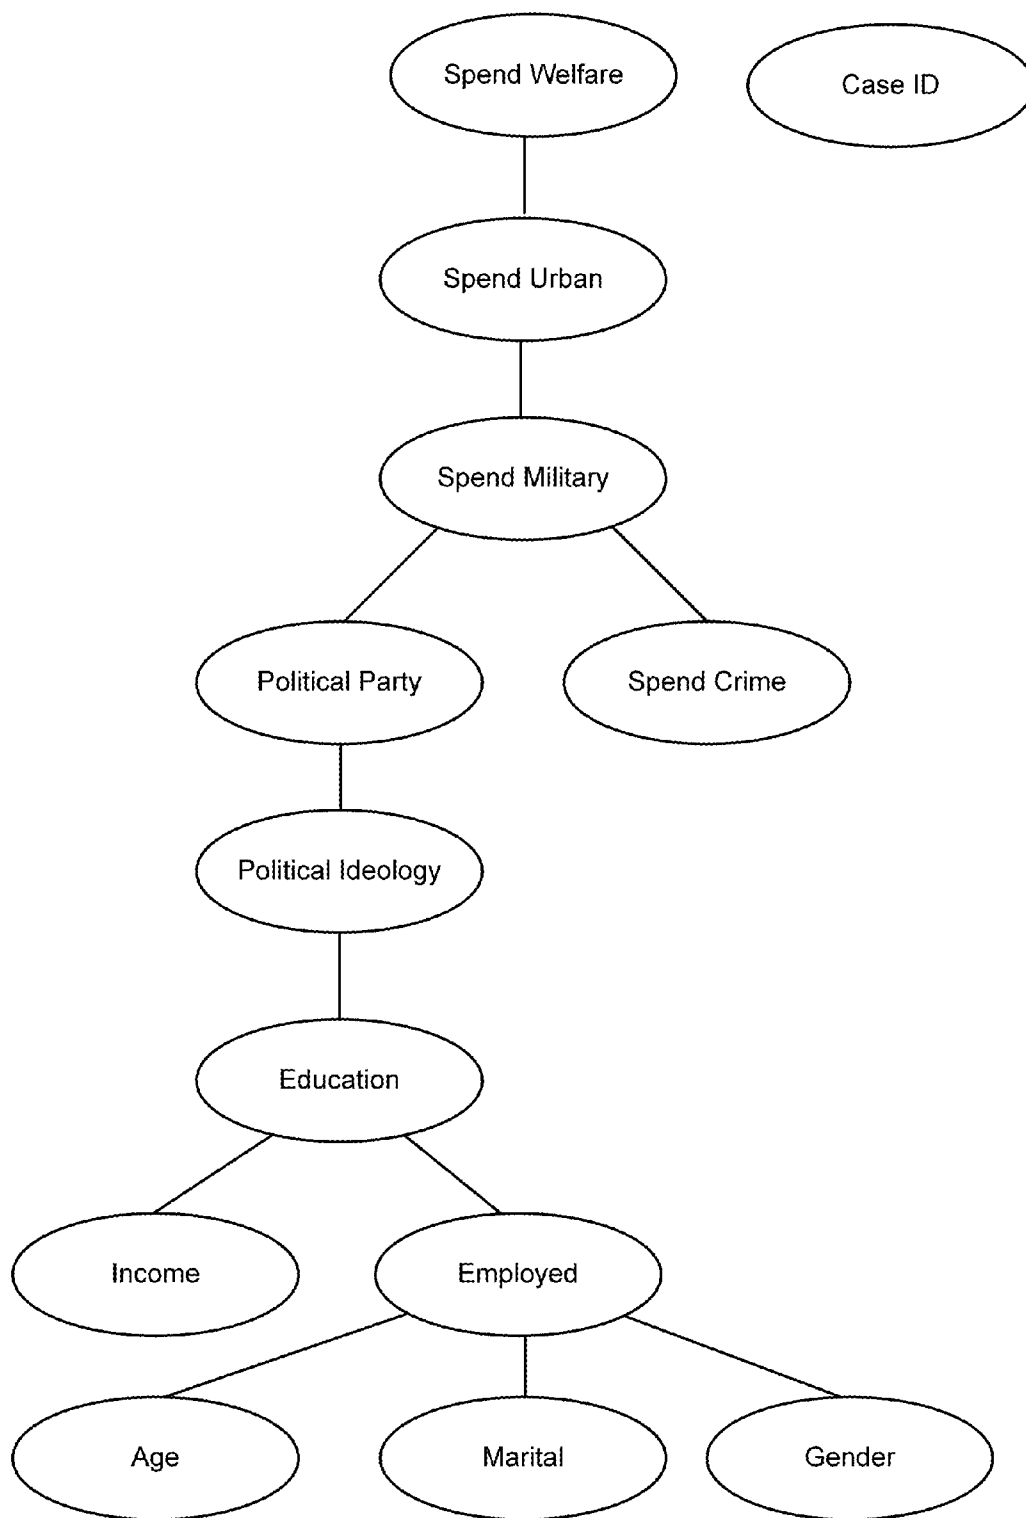 Spend Welfare
Case ID
Spend Urban
Spend Military
Political Party
Spend Crime
Political Ideology
Education
Income
Employed
Age
Marital
Gender